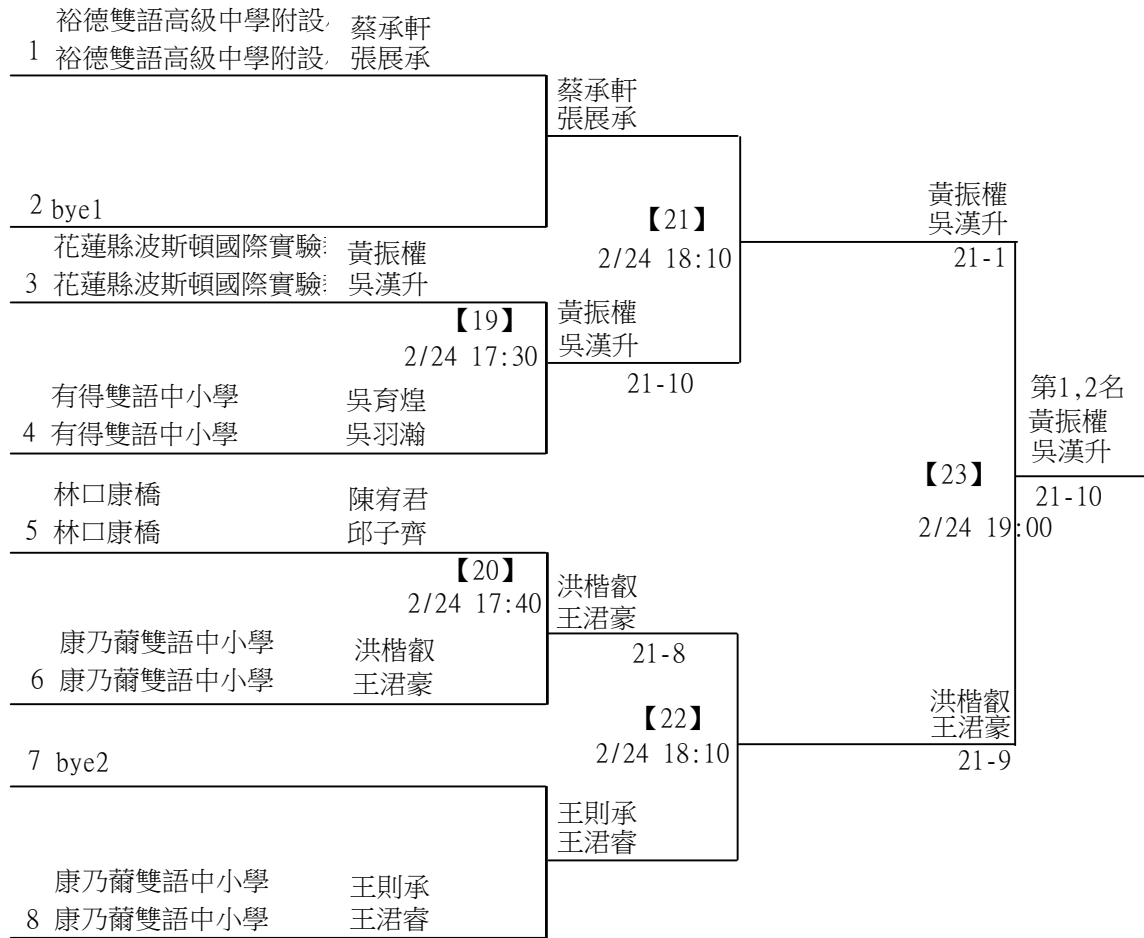 裕德雙語高級中學附設 蔡承軒
1 裕德雙語高級中學附設 張展承
蔡承軒
張展承
2 bye1
【21】
2/24 18:10
黃振權
吳漢升
21-1
花蓮縣波斯頓國際實驗 黃振權
3 花蓮縣波斯頓國際實驗 吳漢升
【19】
2/24 17:30
黃振權
吳漢升
21-10
有得雙語中小學 吳育煌
4 有得雙語中小學 吳羽瀚
第1,2名
黃振權
吳漢升
21-10
【23】
2/24 19:00
林口康橋 陳宥君
5 林口康橋 邱子齊
【20】
2/24 17:40
洪楷叡
王涒豪
21-8
康乃薾雙語中小學 洪楷叡
6 康乃薾雙語中小學 王涒豪
【22】
2/24 18:10
洪楷叡
王涒豪
21-9
7 bye2
王則承
王涒睿
康乃薾雙語中小學 王則承
8 康乃薾雙語中小學 王涒睿